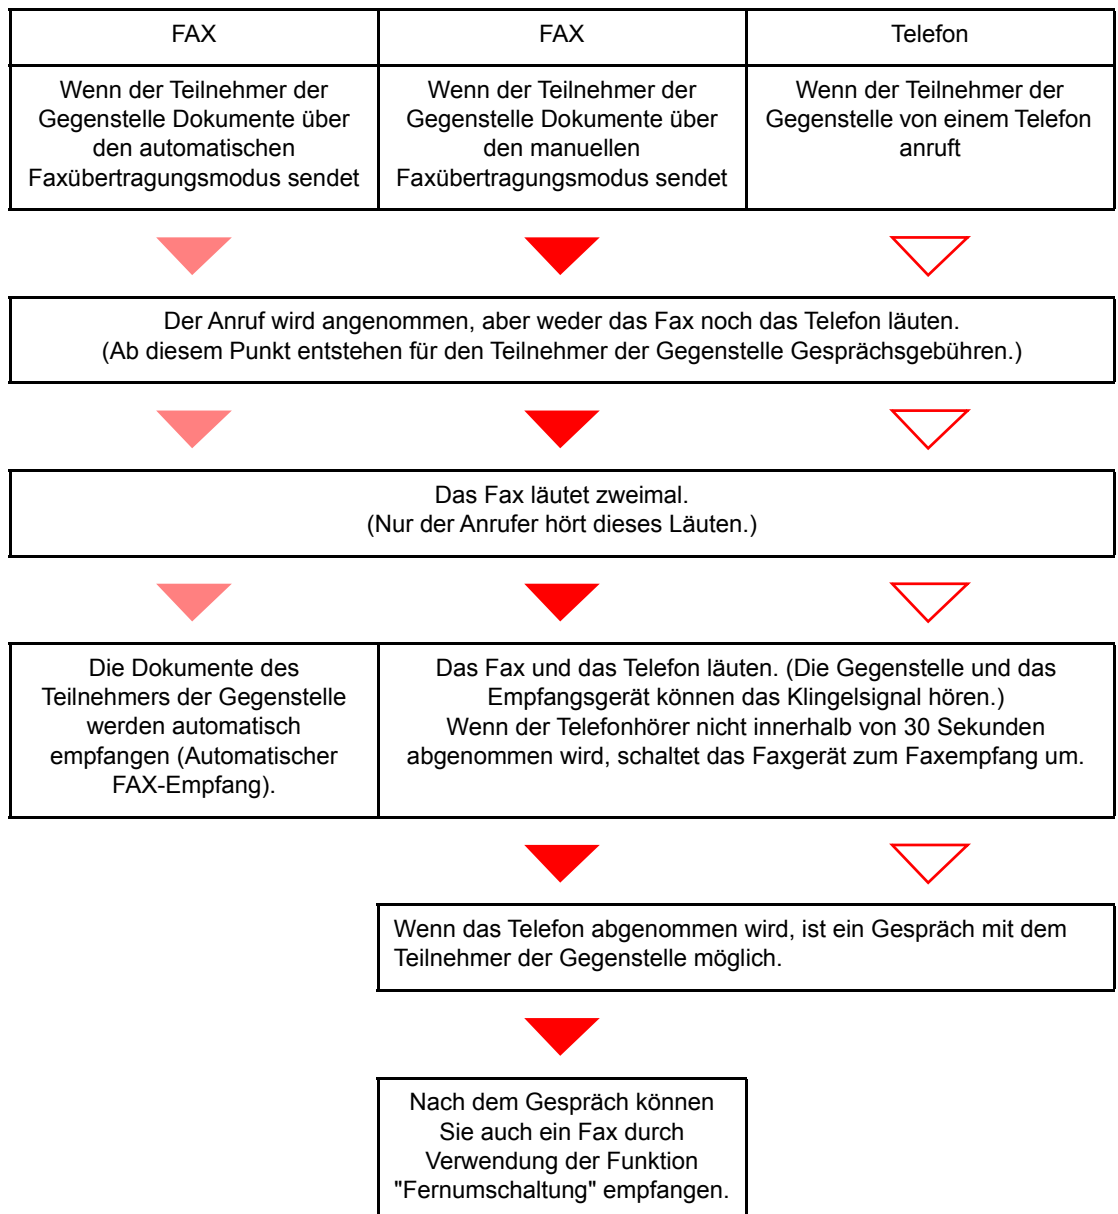 FAX
FAX
Telefon
Wenn der Teilnehmer der
Gegenstelle Dokumente über
den automatischen
Faxübertragungsmodus sendet
Wenn der Teilnehmer der
Gegenstelle Dokumente über
den manuellen
Faxübertragungsmodus sendet
Wenn der Teilnehmer der
Gegenstelle von einem Telefon
anruft
Der Anruf wird angenommen, aber weder das Fax noch das Telefon läuten.
(Ab diesem Punkt entstehen für den Teilnehmer der Gegenstelle Gesprächsgebühren.)
Das Fax läutet zweimal.
(Nur der Anrufer hört dieses Läuten.)
Die Dokumente des
Teilnehmers der Gegenstelle
werden automatisch
empfangen (Automatischer
FAX-Empfang).
Das Fax und das Telefon läuten. (Die Gegenstelle und das
Empfangsgerät können das Klingelsignal hören.)
Wenn der Telefonhörer nicht innerhalb von 30 Sekunden
abgenommen wird, schaltet das Faxgerät zum Faxempfang um.
Wenn das Telefon abgenommen wird, ist ein Gespräch mit dem
Teilnehmer der Gegenstelle möglich.
Nach dem Gespräch können
Sie auch ein Fax durch
Verwendung der Funktion
"Fernumschaltung" empfangen.